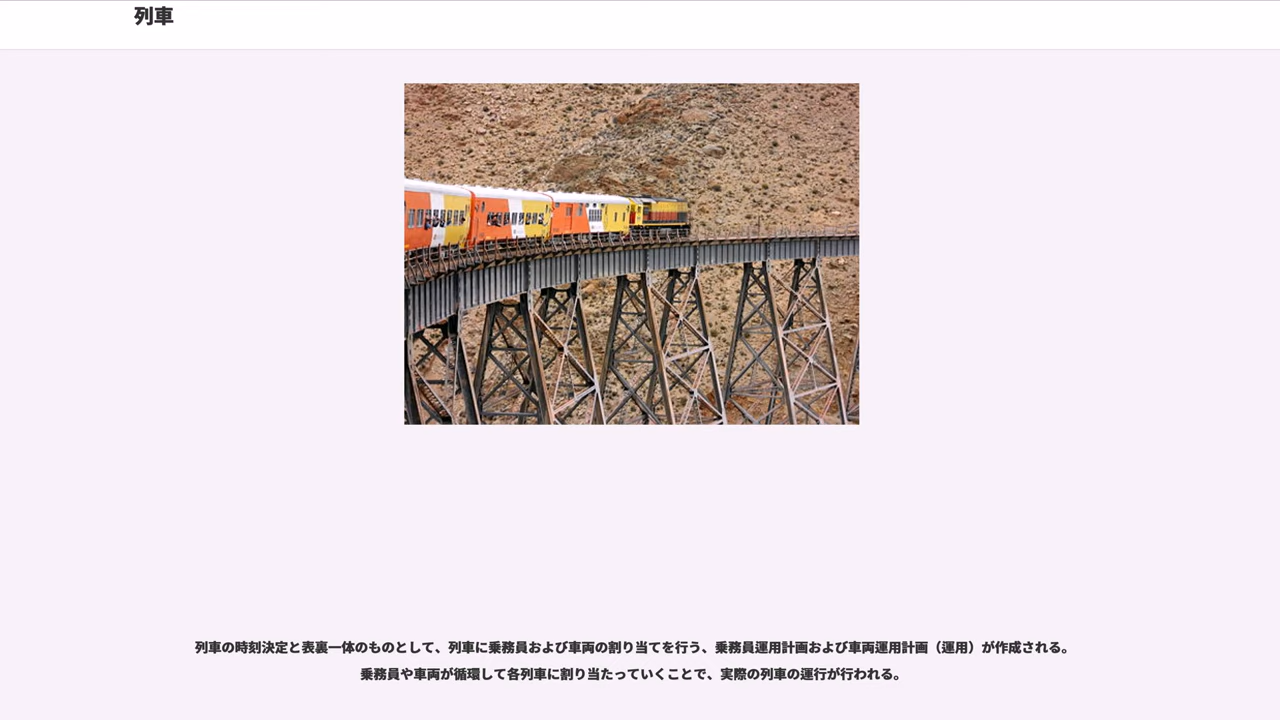 列車
列車の時刻決定と表裏一体のものとして、列車に乗務員および車両の割り当てを行う、乗務員運用計画および車両運用計画（運用）が作成される。
乗務員や車両が循環して各列車に割り当たっていくことで、実際の列車の運行が行われる。